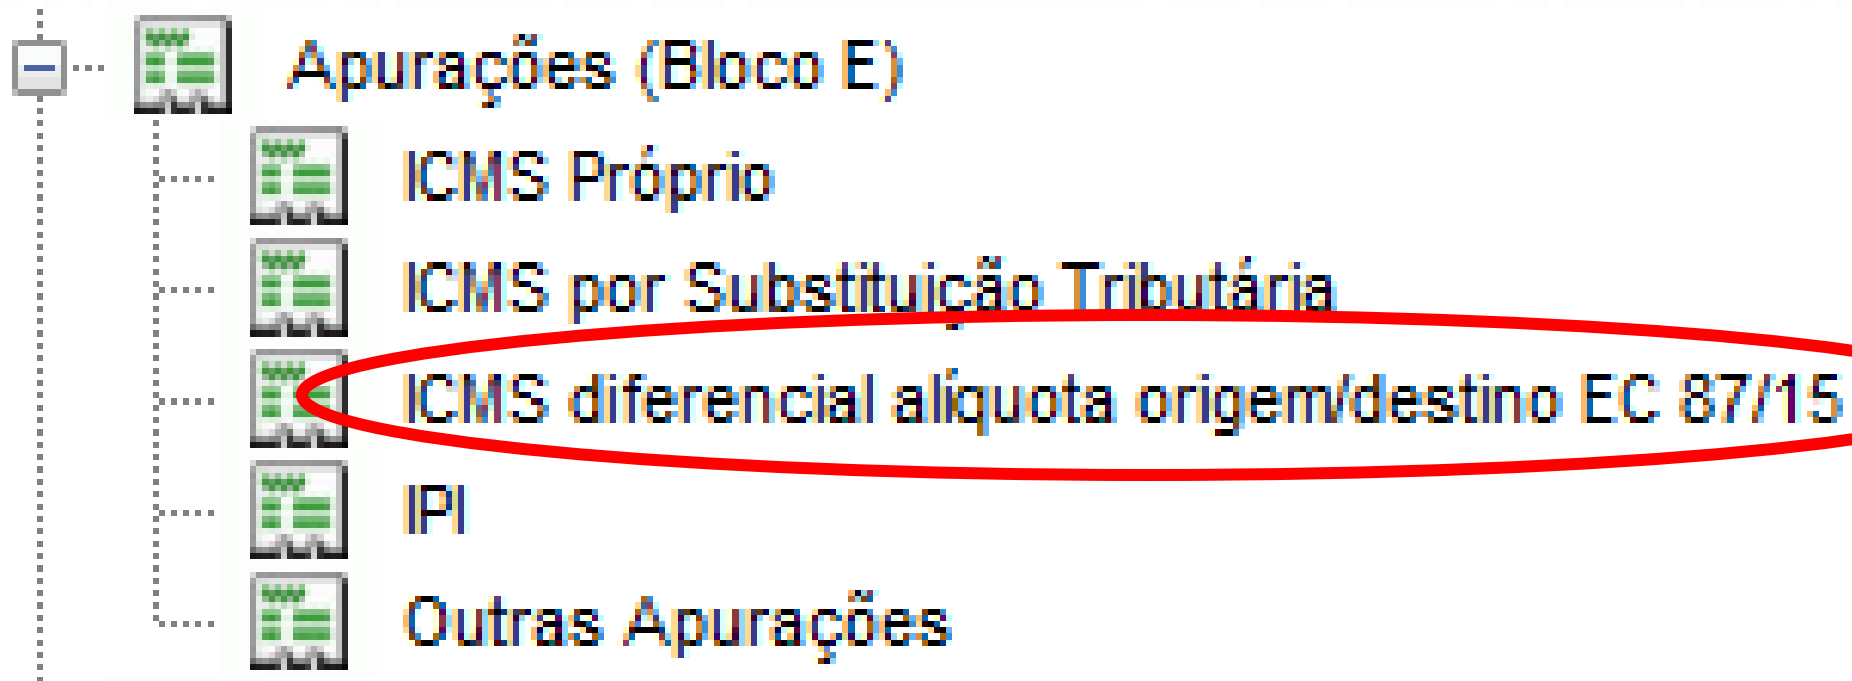 Apurações (Bloco E)
ICMS Próprio
ICMS por Substituição Tributária
ICMS diferencial alíquota origem/destino EC 87/15
IPI
Outras Apurações